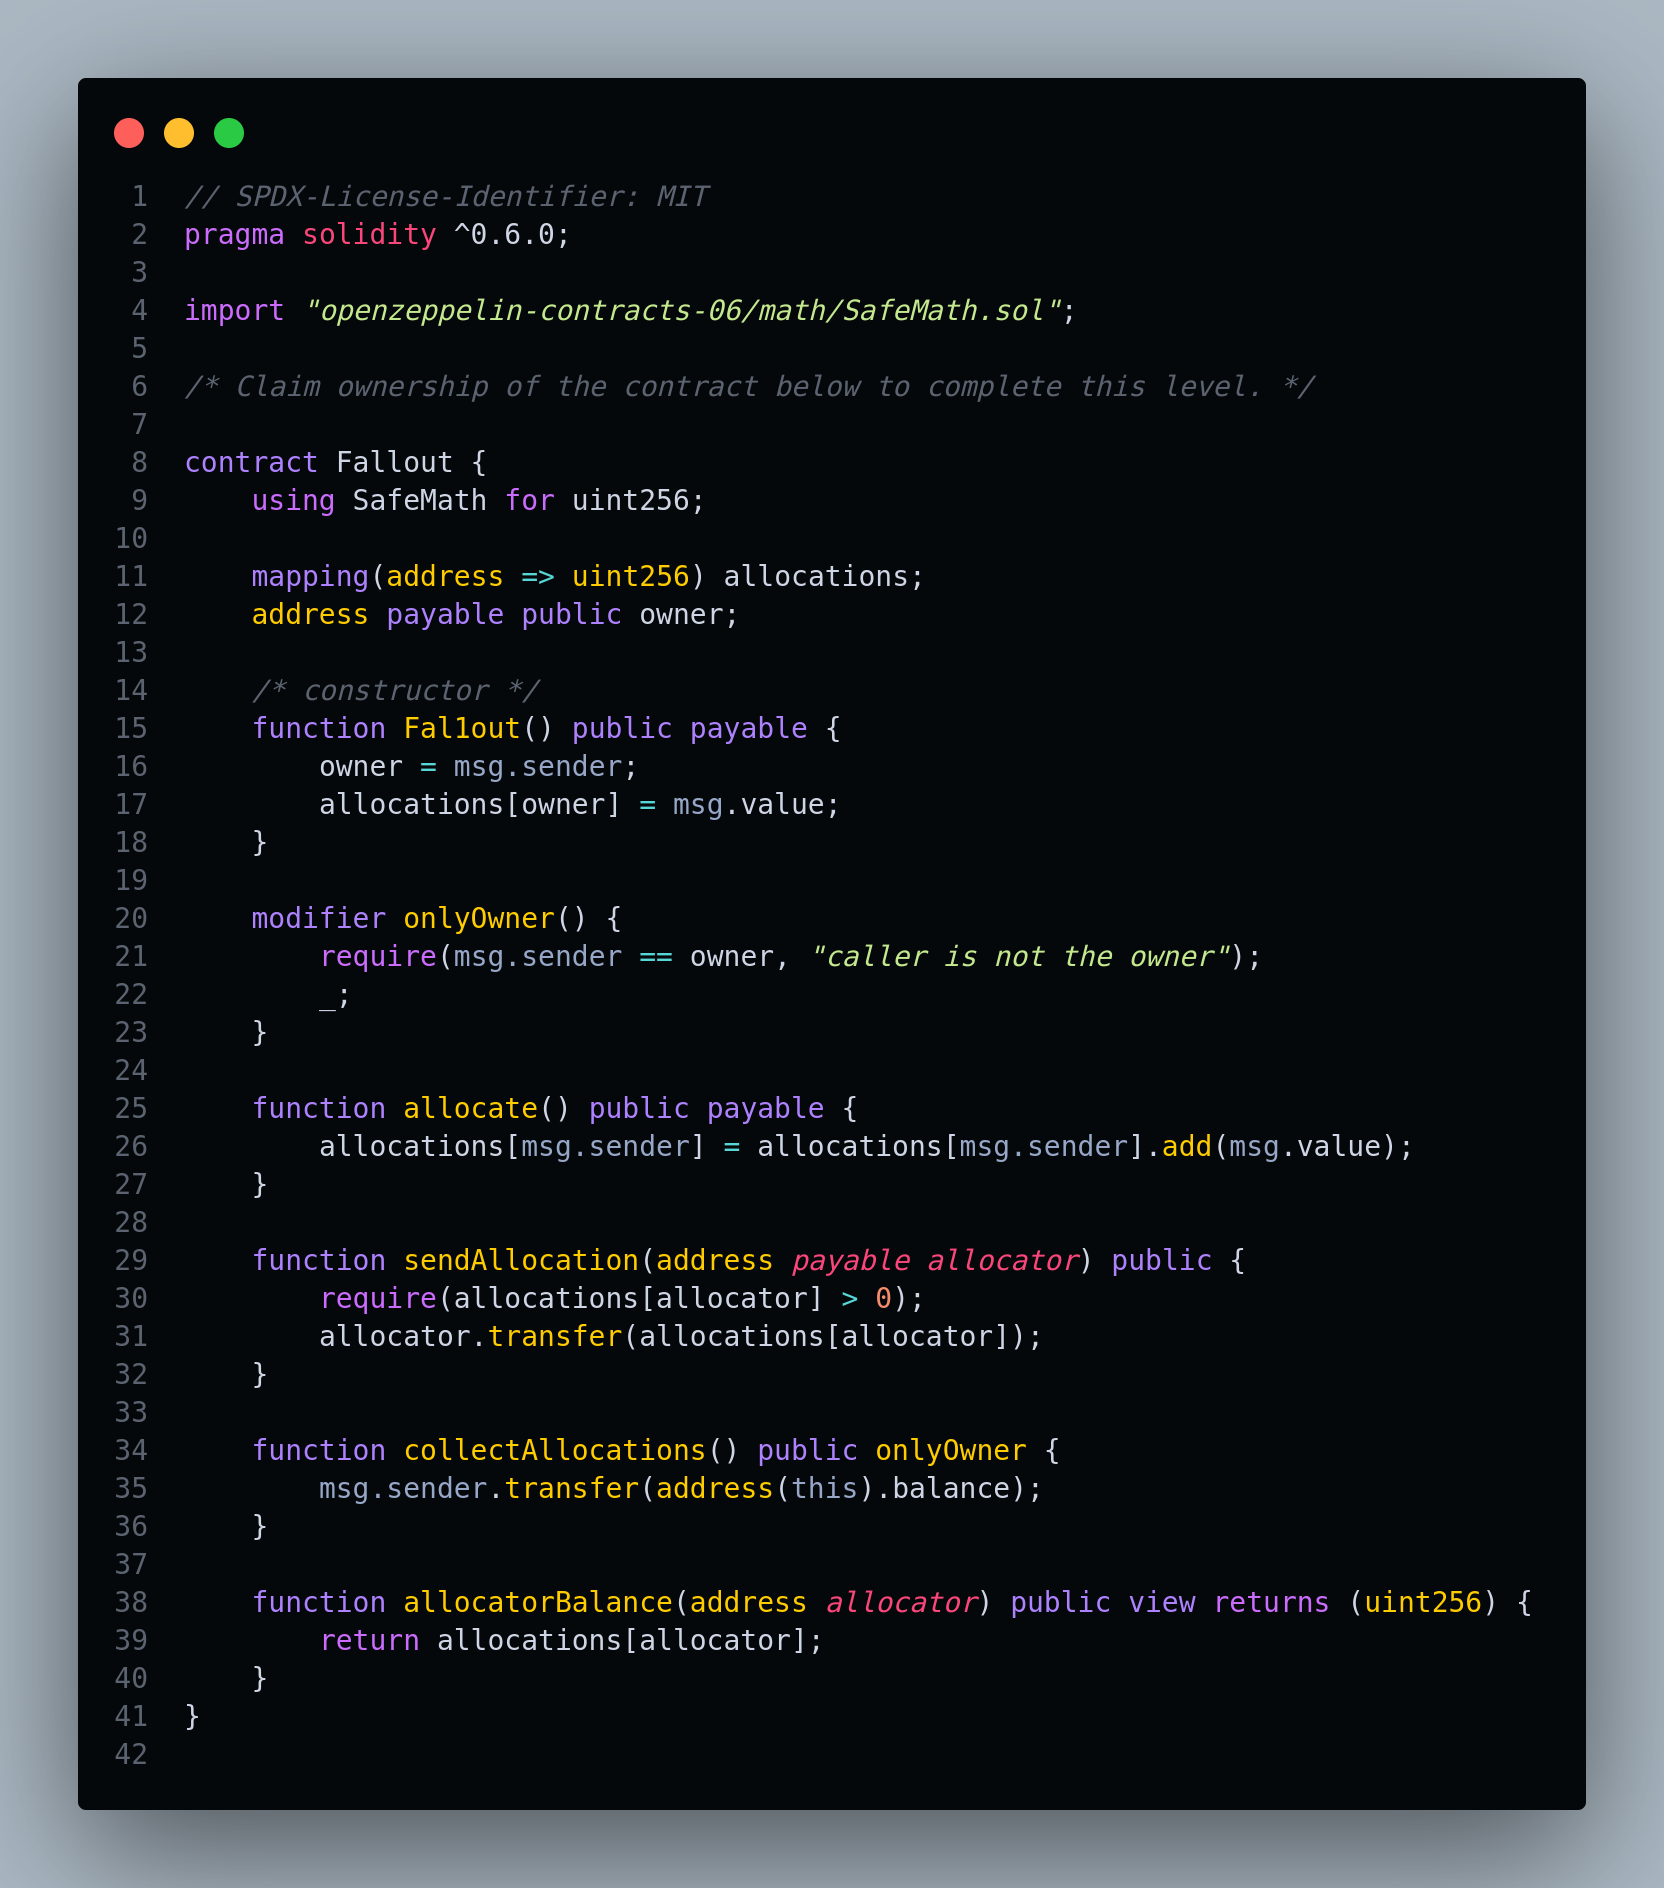 1 // SPDX-License-Identifier: MIT
2 pragma solidity ^0.6.0;
3
4 import "openzeppelin-contracts-06/math/SafeMath.sol";
5
6 /* Claim ownership of the contract below to complete this level. */
7
8 contract Fallout {
9     using SafeMath for uint256;
10
11     mapping(address => uint256) allocations;
12     address payable public owner;
13
14     /* constructor */
15     function Fal1out() public payable {
16         owner = msg.sender;
17         allocations[owner] = msg.value;
18     }
19
20     modifier onlyOwner() {
21         require(msg.sender == owner, "caller is not the owner");
22         _;
23     }
24
25     function allocate() public payable {
26         allocations[msg.sender] = allocations[msg.sender].add(msg.value);
27     }
28
29     function sendAllocation(address payable allocator) public {
30         require(allocations[allocator] > 0);
31         allocator.transfer(allocations[allocator]);
32     }
33
34     function collectAllocations() public onlyOwner {
35         msg.sender.transfer(address(this).balance);
36     }
37
38     function allocatorBalance(address allocator) public view returns (uint256) {
39         return allocations[allocator];
40     }
41 }
42